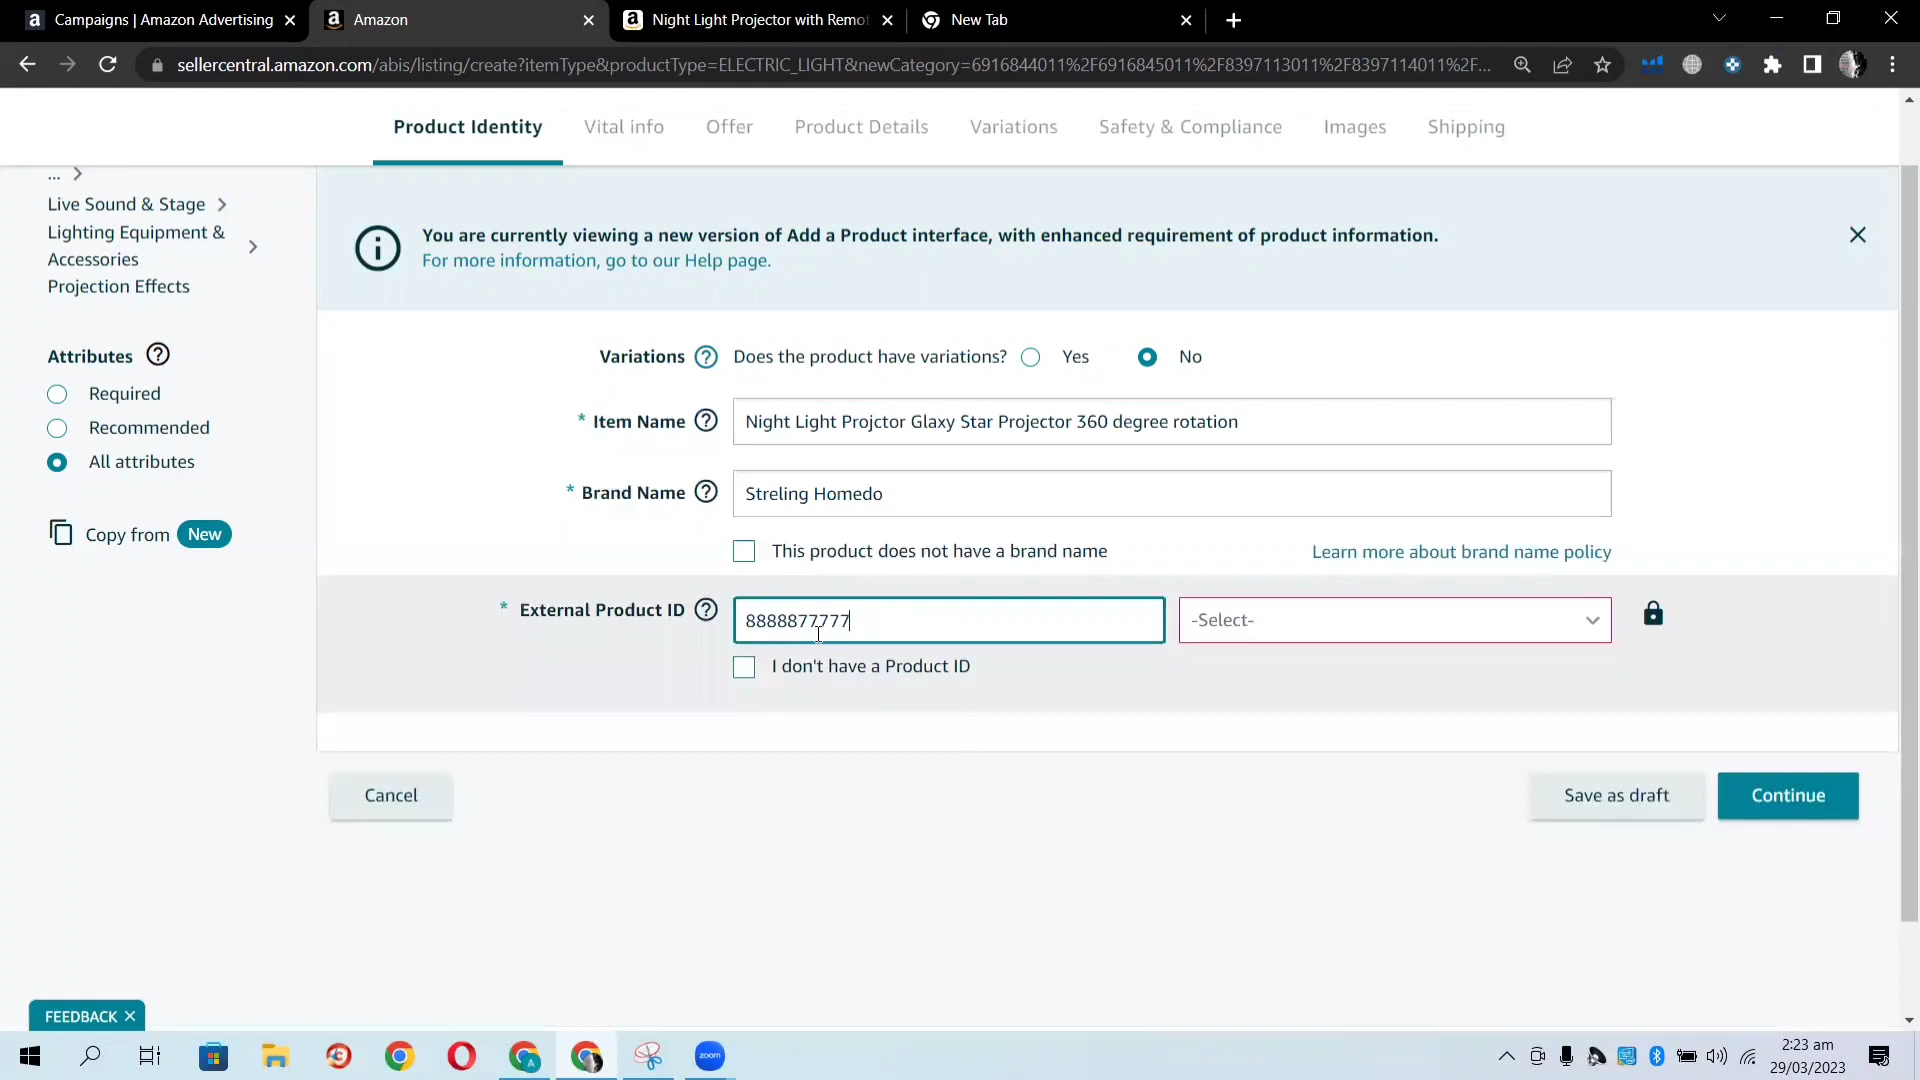 Campaigns | Amazon Advertising
Amazon
Night Light Projector with Remot
New Tab
sellercentral.amazon.com/abis/listing/create?itemType&productType=ELECTRIC_LIGHT&newCategory=6916844011%2F6916845011%2F8397113011%2F8397114011%2F...
Product Identity
Vital info
Offer
Product Details
Variations
Safety & Compliance
Images
Shipping
...
Live Sound & Stage
Lighting Equipment &
Accessories
Projection Effects
You are currently viewing a new version of Add a Product interface, with enhanced requirement of product information.
For more information, go to our Help page.
Attributes
Required
Recommended
All attributes
Copy from New
Variations Does the product have variations? Yes No
* Item Name Night Light Projctor Glaxy Star Projector 360 degree rotation
* Brand Name Streling Homedo
This product does not have a brand name Learn more about brand name policy
* External Product ID 8888877777 -Select-
I don't have a Product ID
Cancel
Save as draft
Continue
FEEDBACK
zoom
2:23 am
29/03/2023